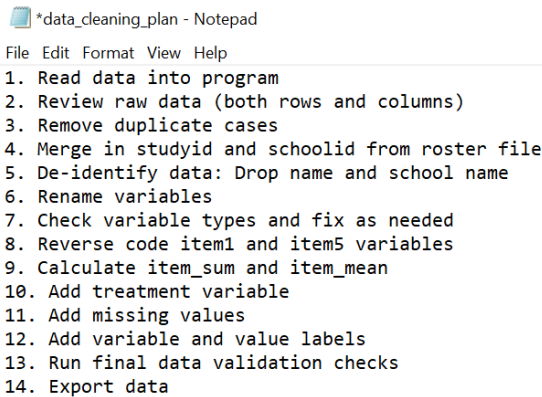 *data_cleaning_plan - Notepad
File Edit Format View Help
1. Read data into program
2. Review raw data (both rows and columns)
3. Remove duplicate cases
4. Merge in studyid and schoolid from roster file
5. De-identify data: Drop name and school name
6. Rename variables
7. Check variable types and fix as needed
8. Reverse code item1 and item5 variables
9. Calculate item_sum and item_mean
10. Add treatment variable
11. Add missing values
12. Add variable and value labels
13. Run final data validation checks
14. Export data